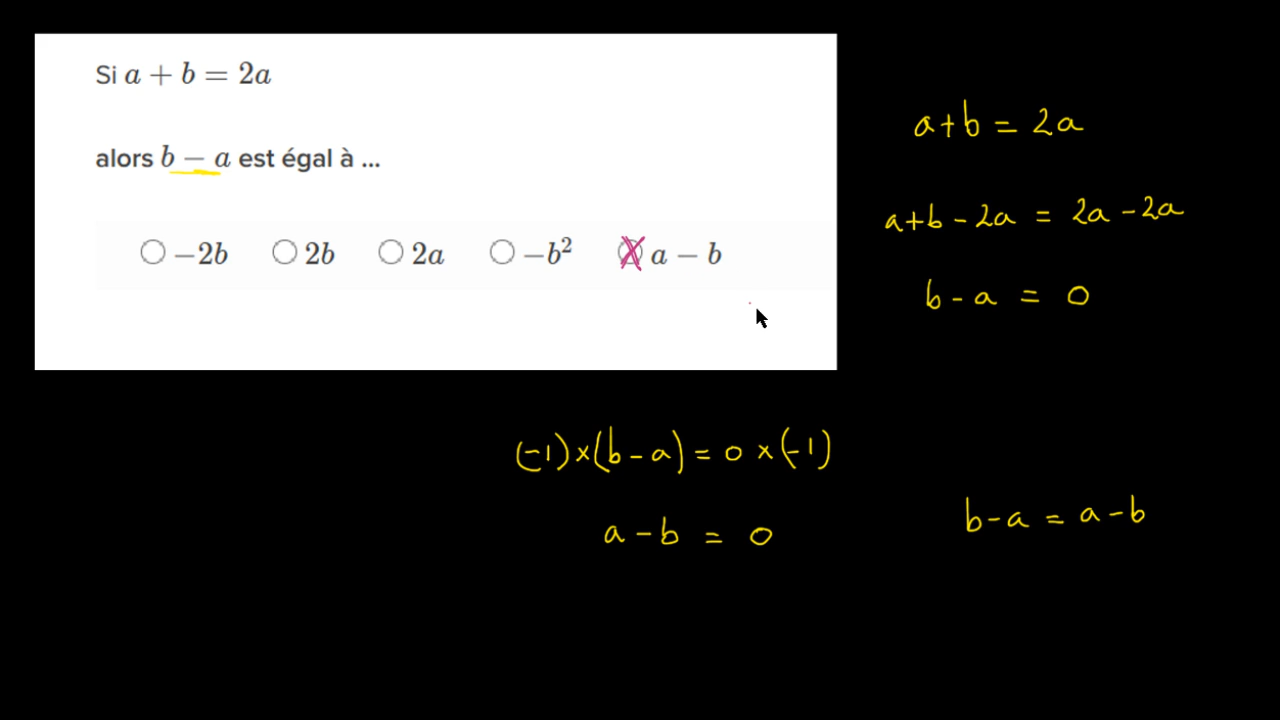 Si a + b = 2a
alors b − a est égal à ...
−2b 2b 2a −b² a − b
a+b = 2a
a+b - 2a = 2a - 2a
b - a = 0
(-1)×(b-a) = 0 ×(-1)
a - b = 0
b-a = a-b